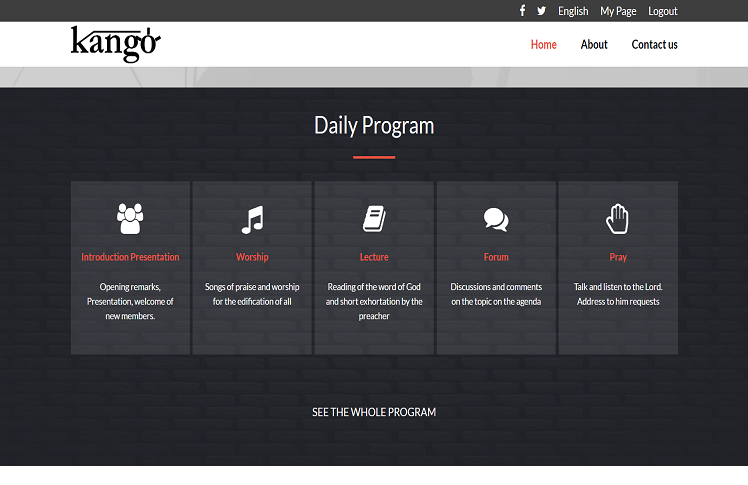 English My Page Logout
kango
Home About Contact us
Daily Program
Introduction Presentation
Opening remarks,
Presentation, welcome of
new members.
Worship
Songs of praise and worship
for the edification of all
Lecture
Reading of the word of God
and short exhortation by the
preacher
Forum
Discussions and comments
on the topic on the agenda
Pray
Talk and listen to the Lord.
Address to him requests
SEE THE WHOLE PROGRAM